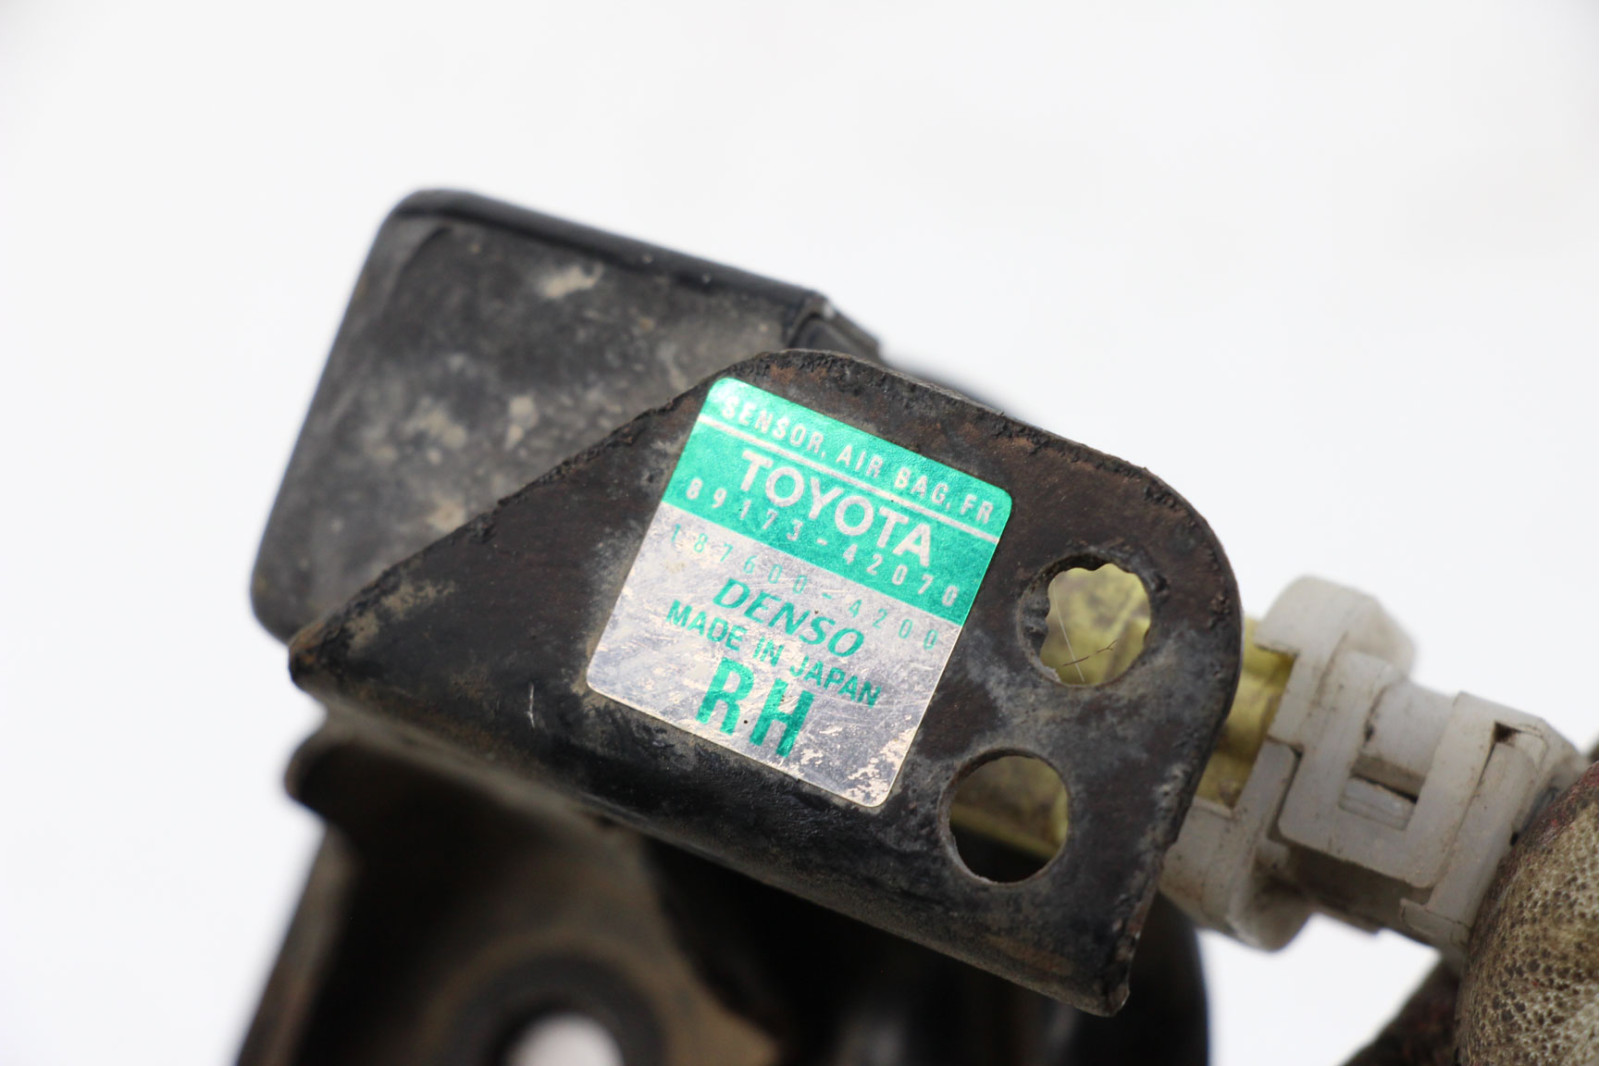 SENSOR, AIR BAG, FR
TOYOTA
89173-42070
187600-4200
DENSO
MADE IN JAPAN
RH